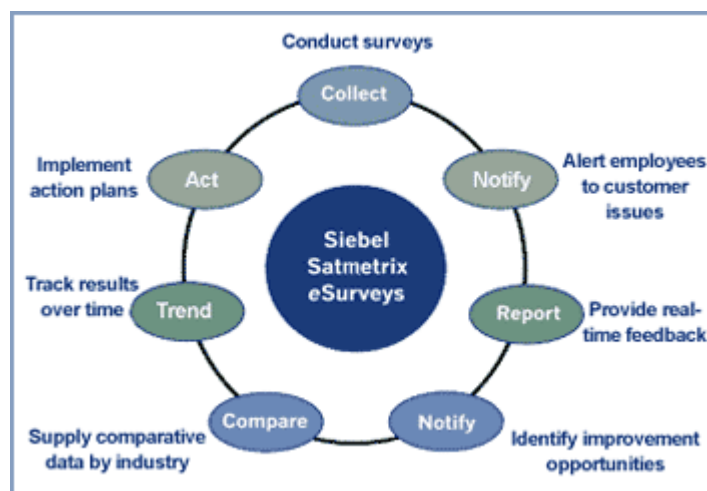 Conduct surveys
Collect
Implement
action plans
Act
Notify
Alert employees
to customer
issues
Siebel
Satmetrix
eSurveys
Track results
over time
Trend
Report
Provide real-
time feedback
Compare
Notify
Supply comparative
data by industry
Identify improvement
opportunities